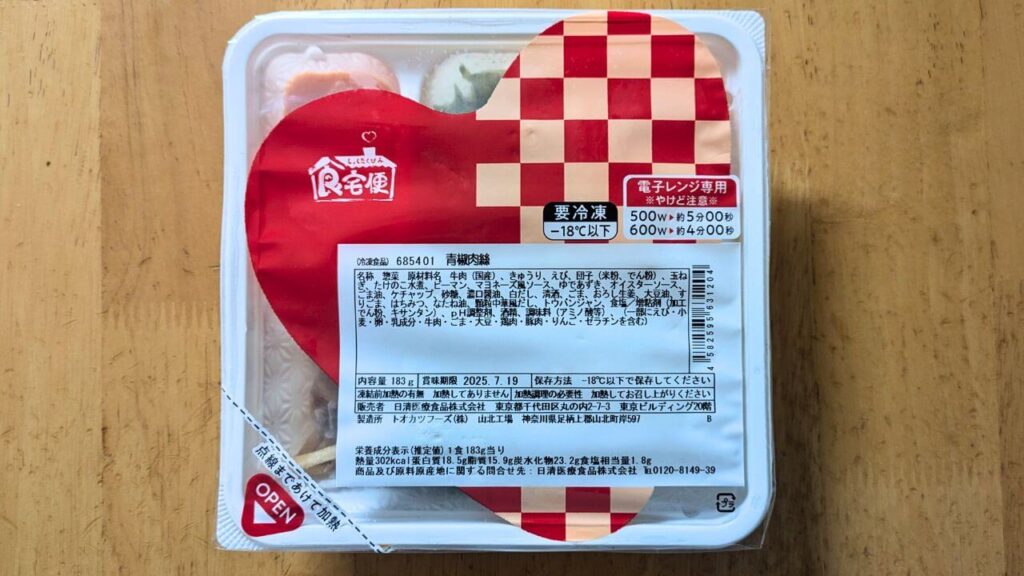 しょくたくびん
食宅便
要冷凍
-18℃以下
電子レンジ専用
※やけど注意※
500W▶約5分00秒
600W▶約4分00秒
(冷凍食品) 685401 青椒肉絲
名称 惣菜 原材料名 牛肉(国産)、きゅうり、えび、団子(米粉、でん粉)、玉ね
ぎ、たけのこ水煮、ピーマン、マヨネーズ風ソース、ゆであずき、オイスターソース、
ごま油、ケチャップ、砂糖、濃口醤油、白だし、清酒、ごま、おろし生姜、大豆油、す
りごま、はちみつ、なたね油、顆粒中華風だし、トウバンジャン、食塩、増粘剤(加工
でん粉、キサンタン)、pH調整剤、酒精、調味料(アミノ酸等)、(一部にえび・小
麦・卵・乳成分・牛肉・ごま・大豆・鶏肉・豚肉・りんご・ゼラチンを含む)
4582595631204
内容量 183g 賞味期限 2025.7.19 保存方法 -18℃以下で保存してください
凍結前加熱の有無 加熱してありません 加熱調理の必要性 加熱してお召し上がりください
販売者 日清医療食品株式会社 東京都千代田区丸の内2-7-3 東京ビルディング20階
製造所 トオカツフーズ(株) 山北工場 神奈川県足柄上郡山北町岸597 B
栄養成分表示(推定値)1食183g当り
熱量302kcal蛋白質18.5g脂質15.9g炭水化物23.2g食塩相当量1.8g
商品及び原料原産地に関する問合せ先:日清医療食品株式会社 ℡0120-8149-39
点線まであけて加熱
OPEN
プラ